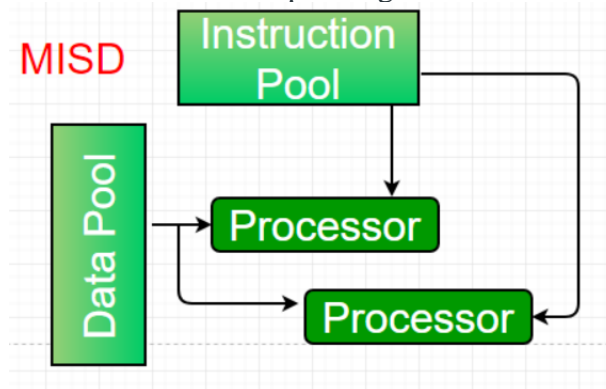 MISD
Instruction
Pool
Data Pool
Processor
Processor